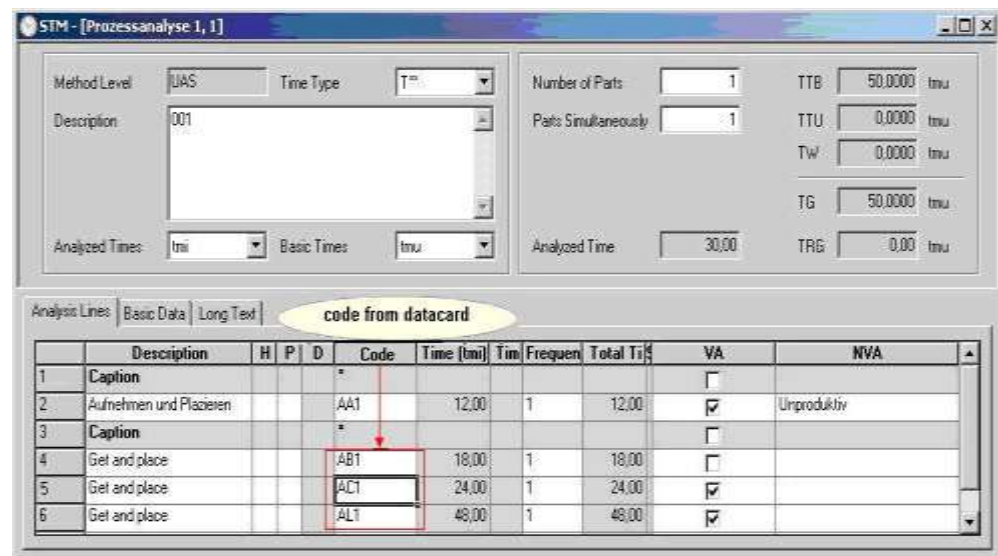 STM - [Prozessanalyse 1, 1]
Method Level UAS Time Type Number of Parts 1 TTB 50,0000 tmu
Description 001 Parts Simultaneously 1 TTU 0,0000 tmu
TW 0,0000 tmu
TG 50,0000 tmu
Analyzed Times tmi Basic Times tmu Analyzed Time 30,00 TRG 0,00 tmu
Analysis Lines Basic Data Long Text code from datacard
Description H P D Code Time [tmi] Tim Frequen Total Ti VA NVA
1 Caption *
2 Aufnehmen und Plazieren AA1 12,00 1 12,00 Unproduktiv
3 Caption *
4 Get and place AB1 18,00 1 18,00
5 Get and place AC1 24,00 1 24,00
6 Get and place AL1 48,00 1 48,00